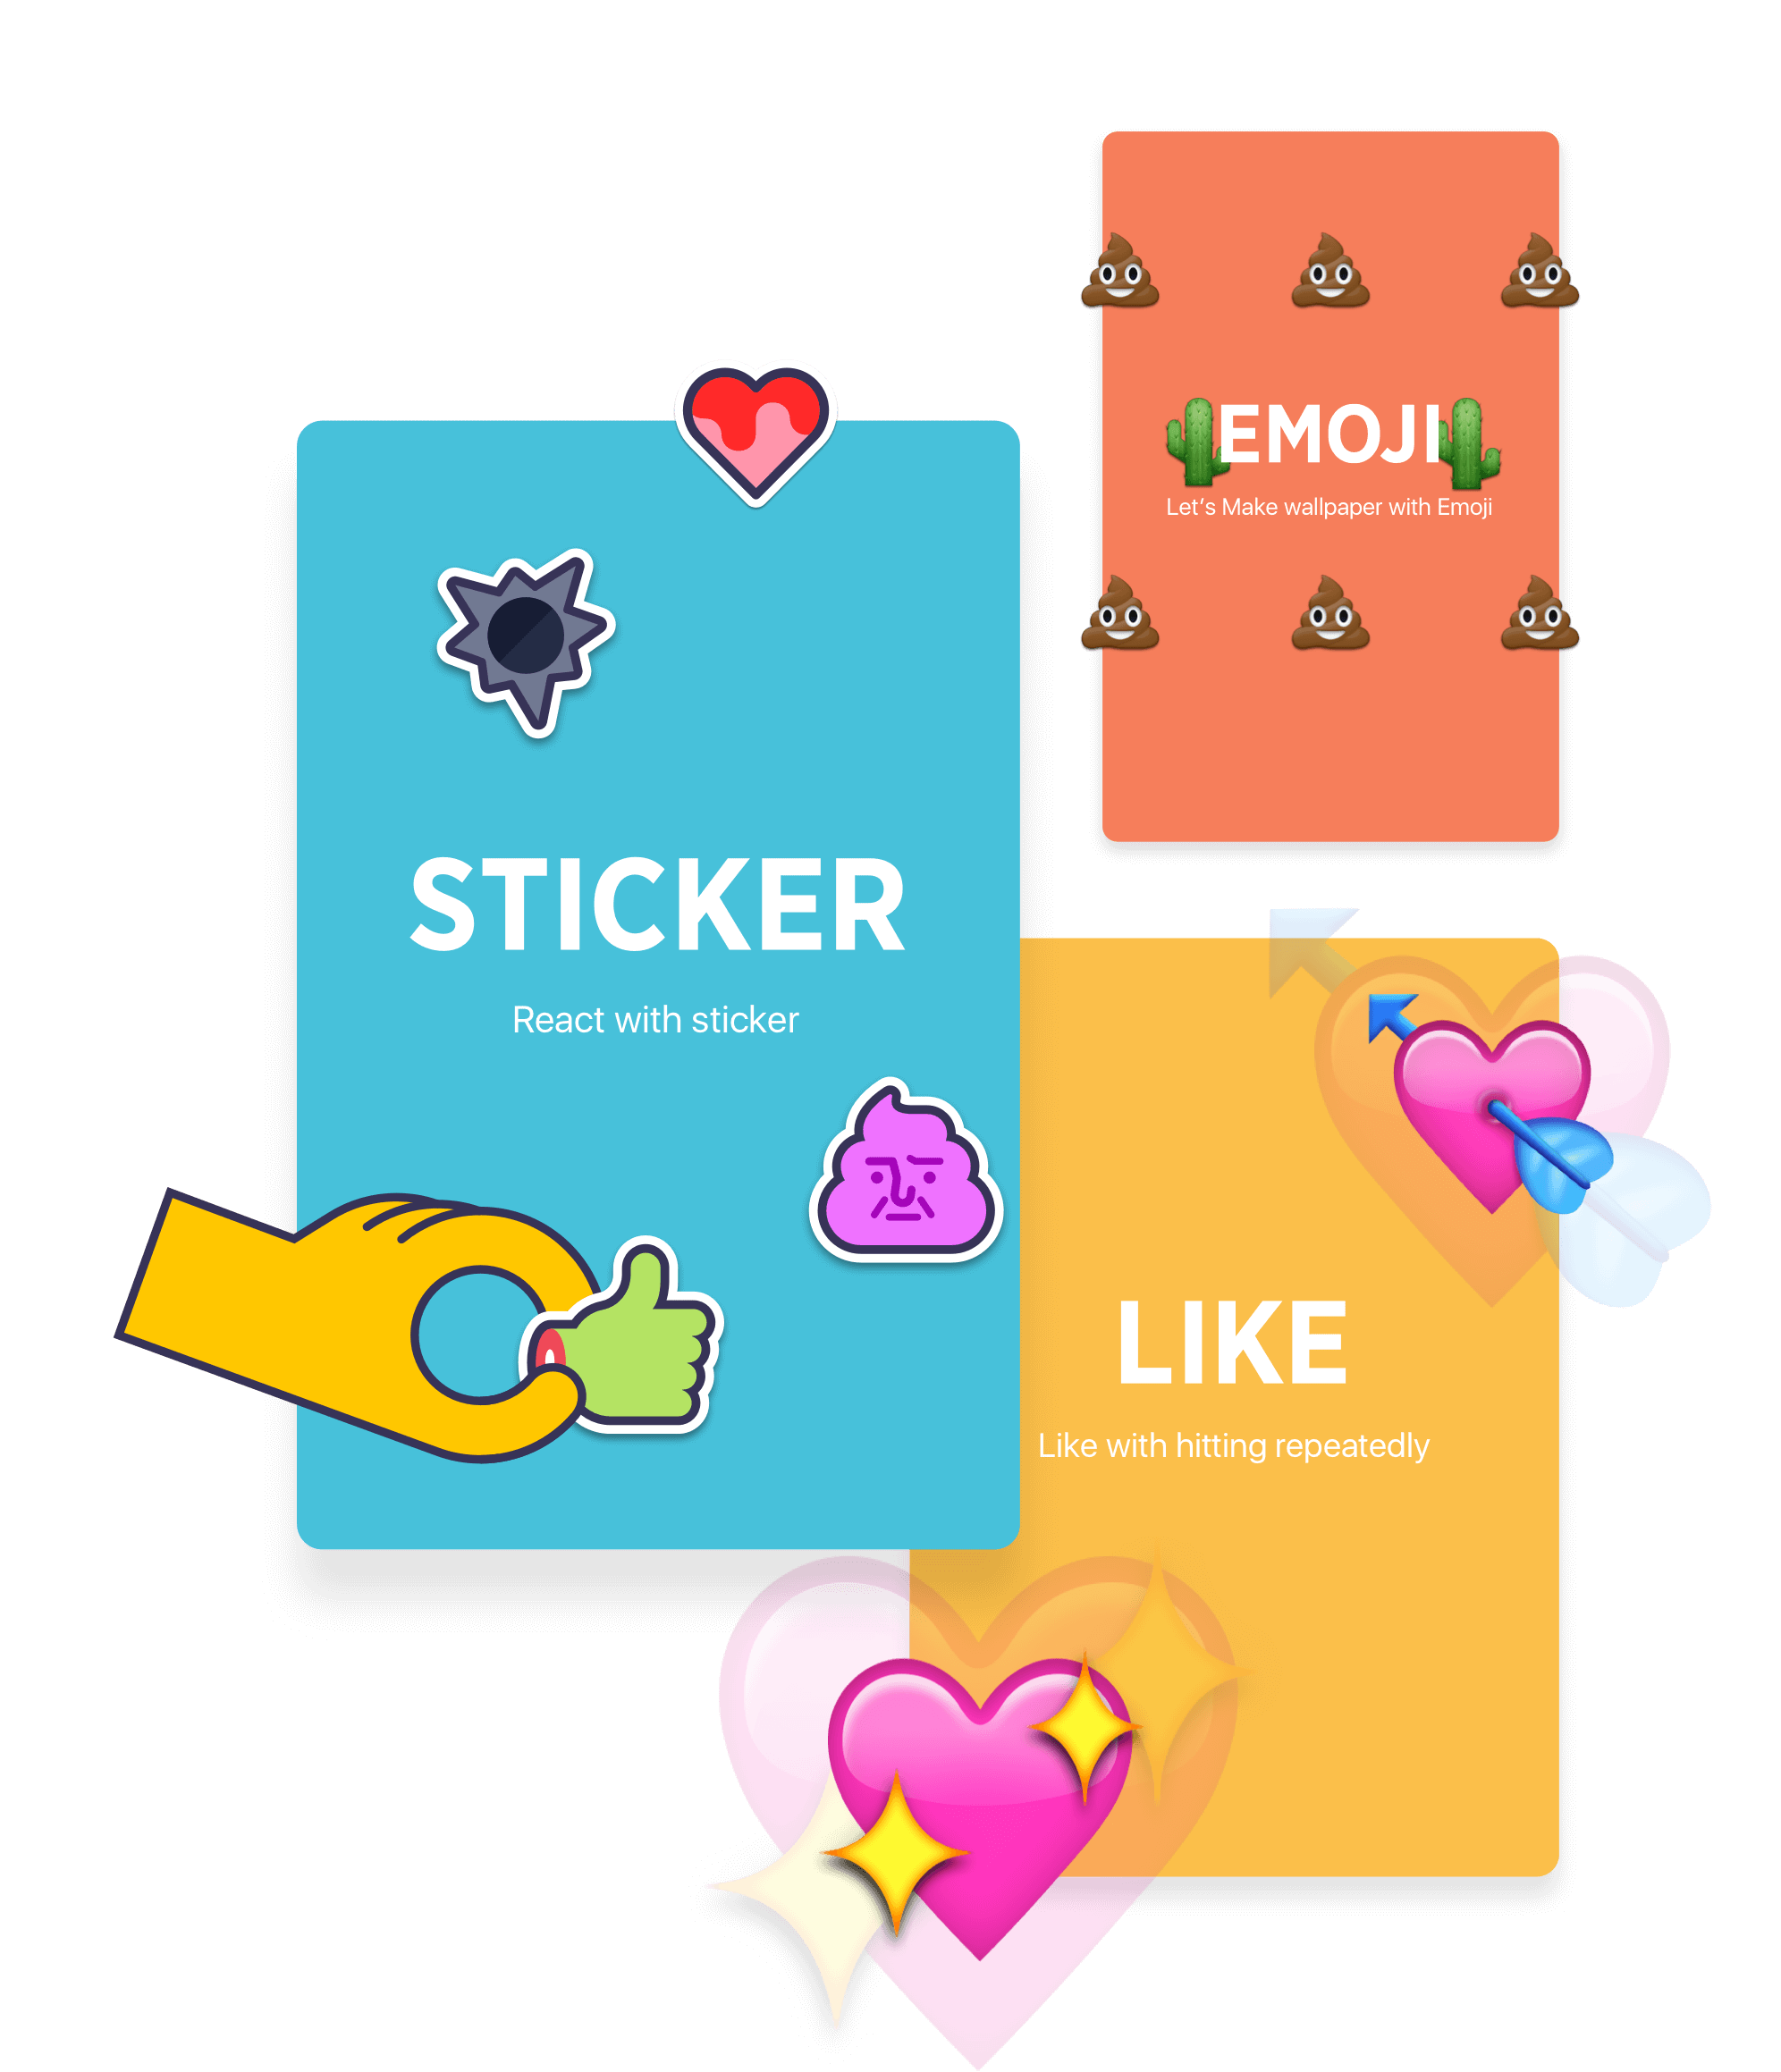 EMOJI
Let's Make wallpaper with Emoji
STICKER
React with sticker
LIKE
Like with hitting repeatedly